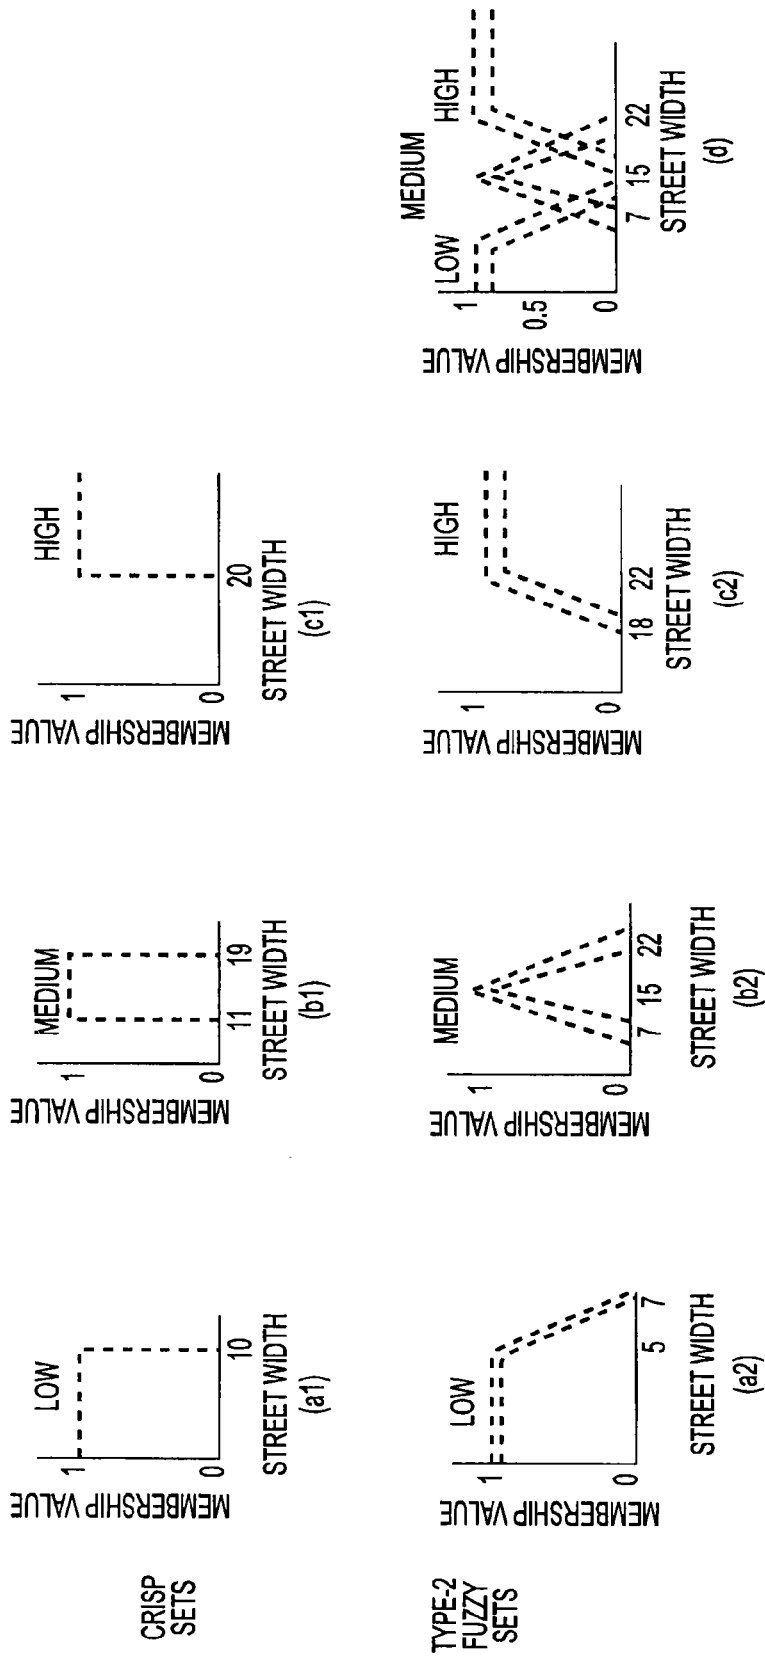 CRISP
SETS
MEMBERSHIP VALUE
1
0
LOW
10
STREET WIDTH
(a1)
MEMBERSHIP VALUE
1
0
MEDIUM
11 19
STREET WIDTH
(b1)
MEMBERSHIP VALUE
1
0
HIGH
20
STREET WIDTH
(c1)
TYPE-2
FUZZY
SETS
MEMBERSHIP VALUE
1
0
LOW
5 7
STREET WIDTH
(a2)
MEMBERSHIP VALUE
1
0
MEDIUM
7 15 22
STREET WIDTH
(b2)
MEMBERSHIP VALUE
1
0
HIGH
18 22
STREET WIDTH
(c2)
MEMBERSHIP VALUE
1
0.5
0
LOW
MEDIUM
HIGH
7 15 22
STREET WIDTH
(d)